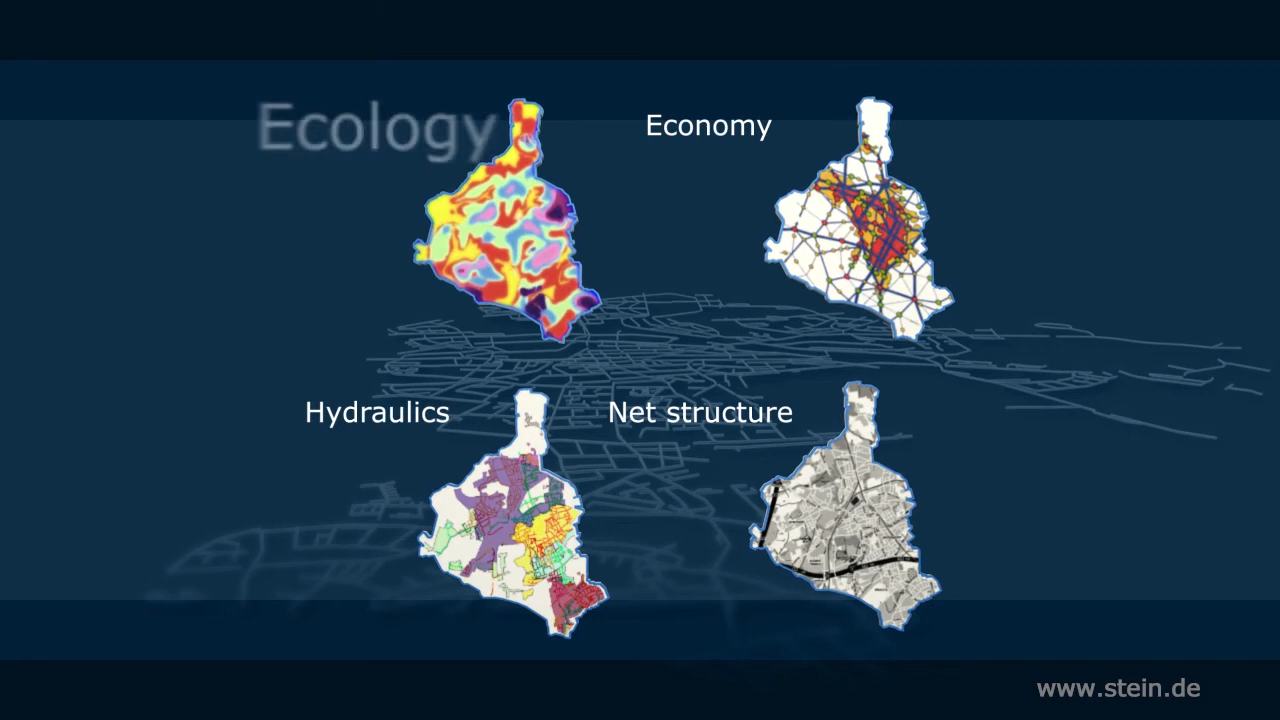 Ecology
Economy
Hydraulics
Net structure
www.stein.de